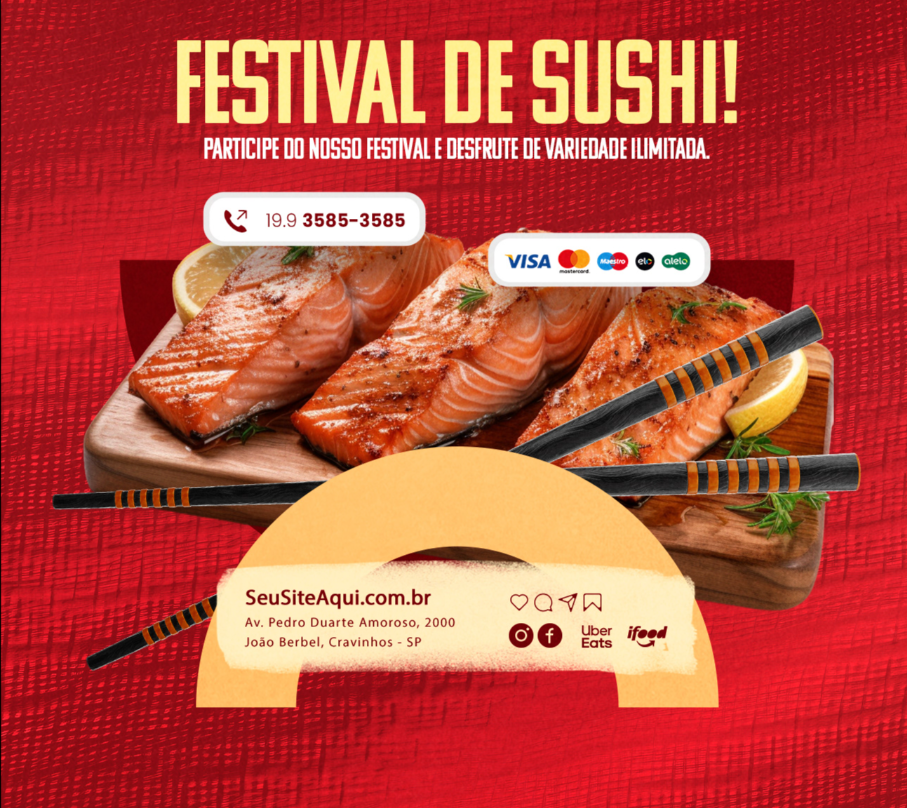 FESTIVAL DE SUSHI!
PARTICIPE DO NOSSO FESTIVAL E DESFRUTE DE VARIEDADE ILIMITADA.
19.9 3585-3585
VISA mastercard. Maestro elo alelo
SeuSiteAqui.com.br
Av. Pedro Duarte Amoroso, 2000
João Berbel, Cravinhos - SP
Uber Eats
ifood